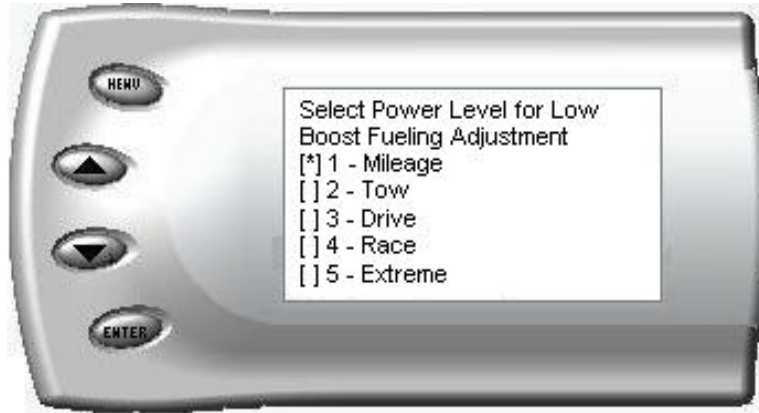 MENU
Select Power Level for Low
Boost Fueling Adjustment
[*] 1 - Mileage
[ ] 2 - Tow
[ ] 3 - Drive
[ ] 4 - Race
[ ] 5 - Extreme
ENTER